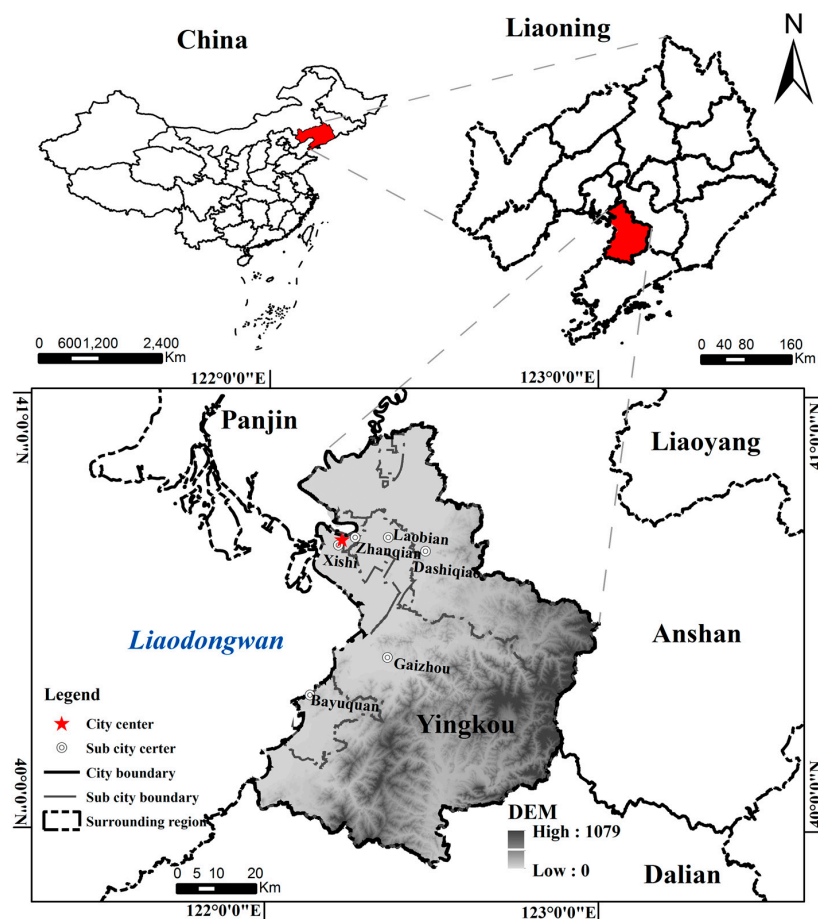 China
Liaoning
N
0 6001,200 2,400
Km
0 40 80 160
Km
122°0'0"E
123°0'0"E
41°0'0"N
41°0'0"N
Panjin
Liaoyang
Laobian
Zhanqian
Xishi
Dashiqiao
Liaodongwan
Anshan
Gaizhou
Bayuquan
Yingkou
Legend
City center
Sub city certer
City boundary
Sub city boundary
Surrounding region
40°0'0"N
40°0'0"N
DEM
High : 1079
Low : 0
0 5 10 20
Km
Dalian
122°0'0"E
123°0'0"E